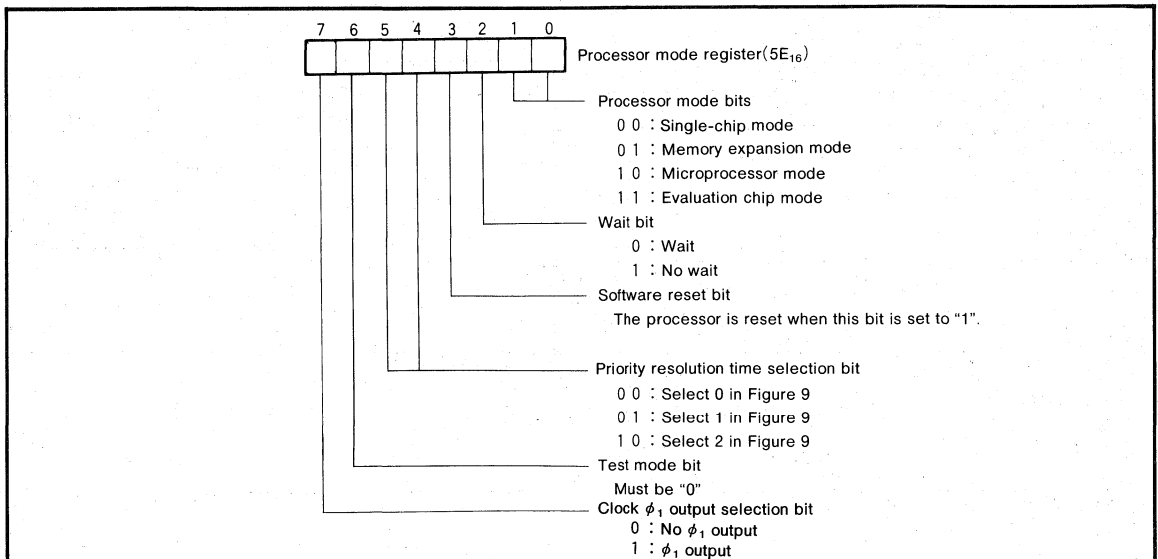 7 6 5 4 3 2 1 0
Processor mode register(5E₁₆)
Processor mode bits
0 0 : Single-chip mode
0 1 : Memory expansion mode
1 0 : Microprocessor mode
1 1 : Evaluation chip mode
Wait bit
0 : Wait
1 : No wait
Software reset bit
The processor is reset when this bit is set to “1”.
Priority resolution time selection bit
0 0 : Select 0 in Figure 9
0 1 : Select 1 in Figure 9
1 0 : Select 2 in Figure 9
Test mode bit
Must be “0”
Clock ϕ₁ output selection bit
0 : No ϕ₁ output
1 : ϕ₁ output